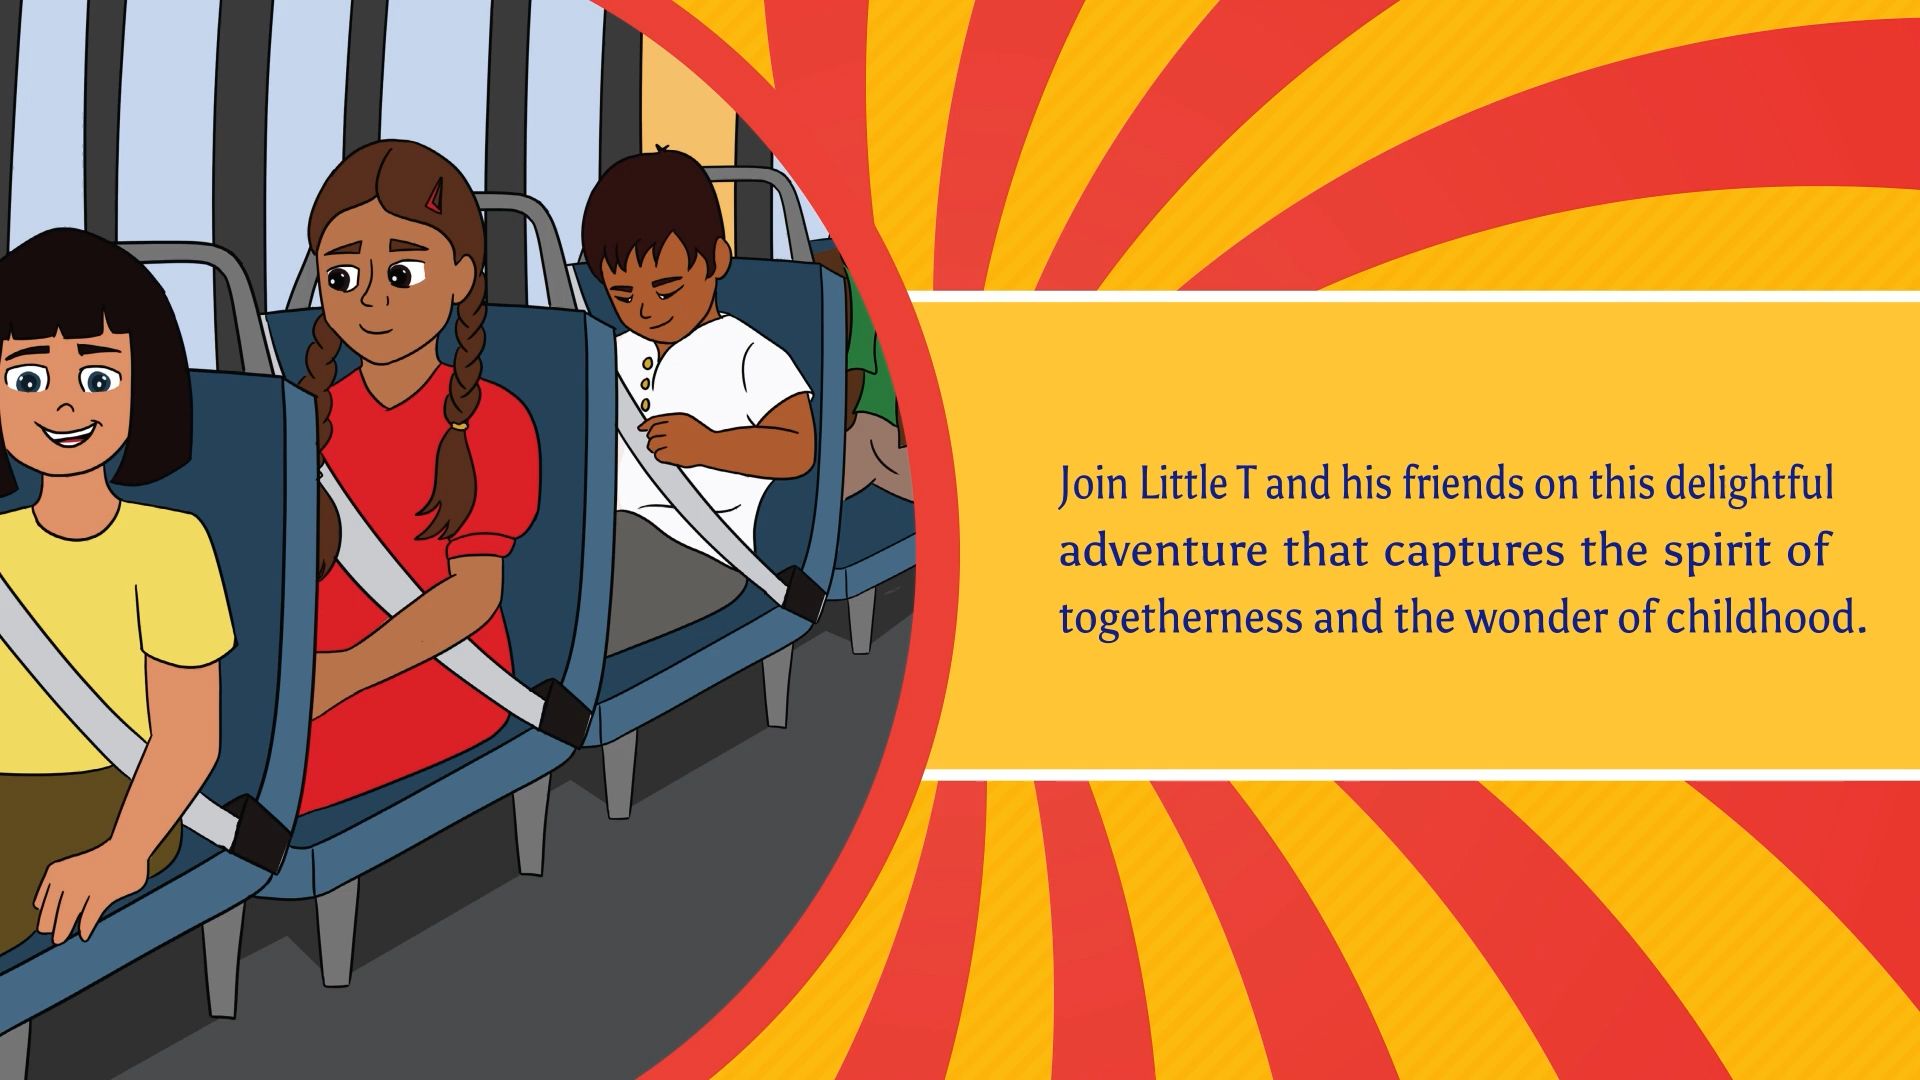 Join Little T and his friends on this delightful
adventure that captures the spirit of
togetherness and the wonder of childhood.